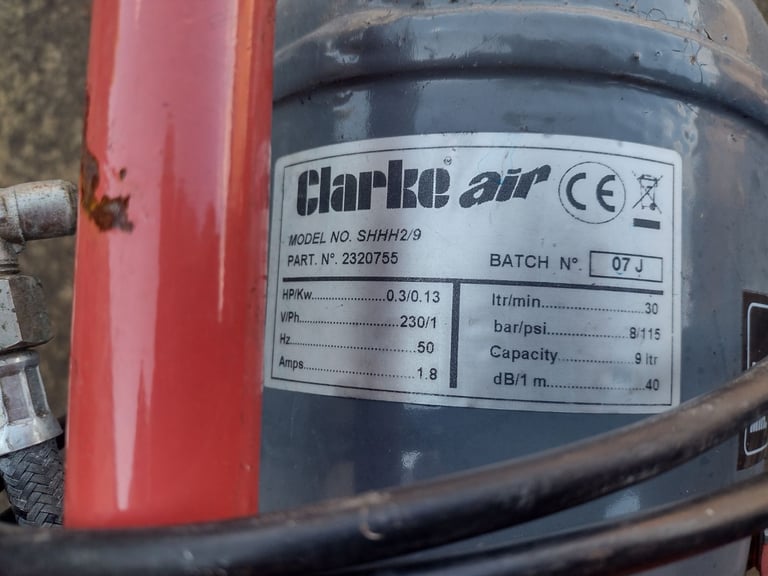 Clarke® air CE
MODEL NO. SHHH2/9
PART. Nº. 2320755
BATCH Nº. 07 J
HP/Kw..................0.3/0.13
V/Ph......................230/1
Hz..........................50
Amps.......................1.8
ltr/min.......................30
bar/psi..................8/115
Capacity.................9 ltr
dB/1 m.....................40